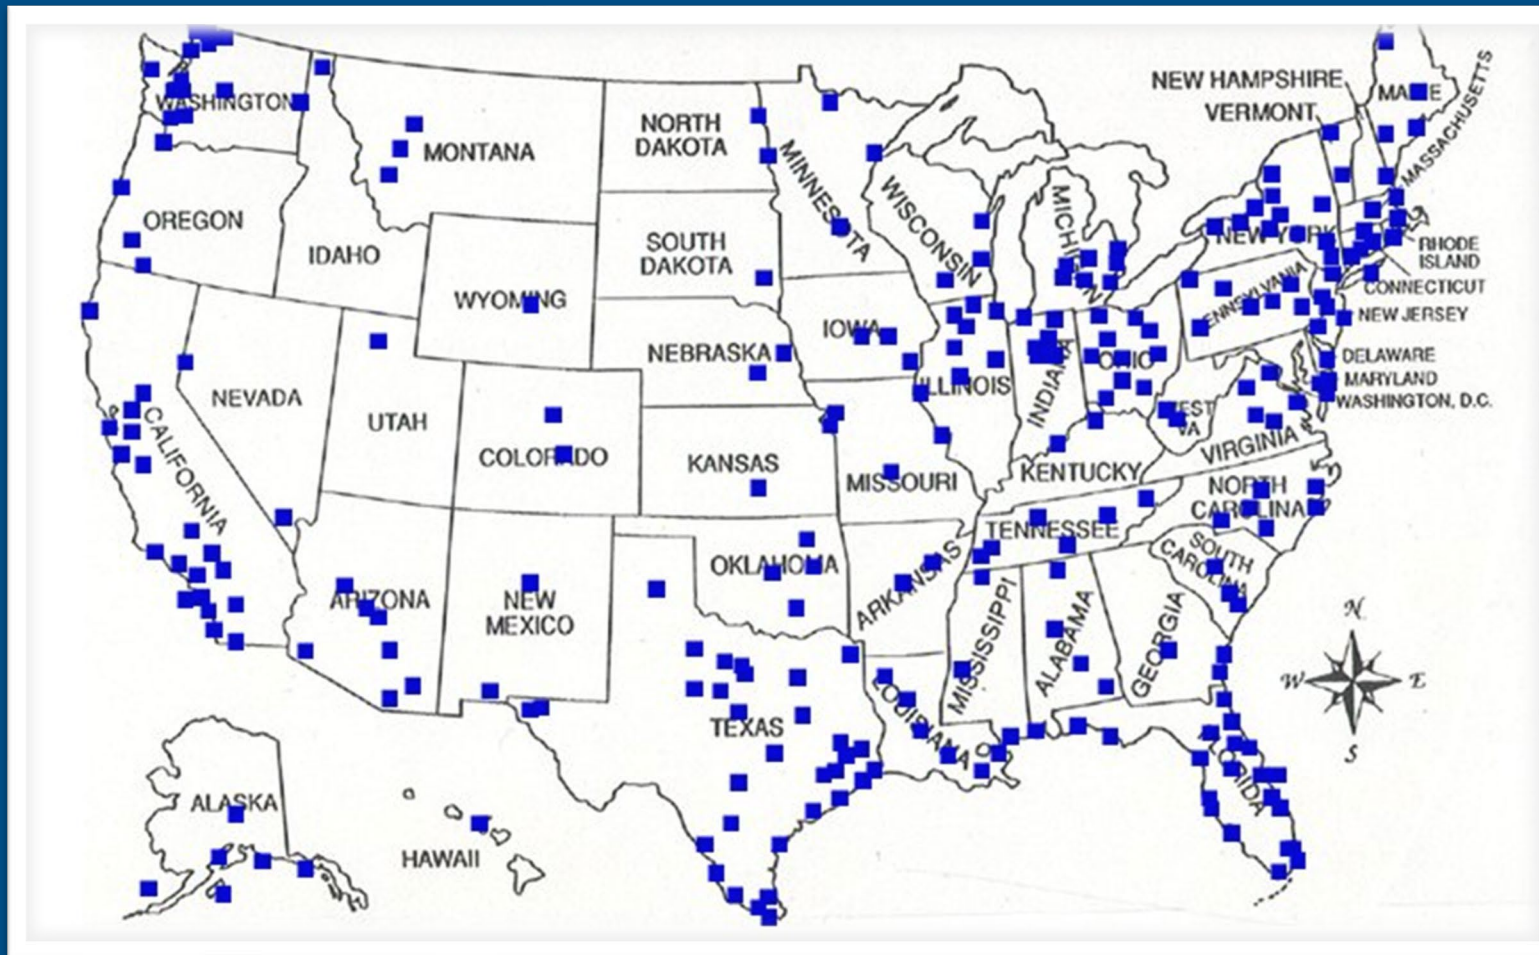 NEW HAMPSHIRE
VERMONT
MAINE
MASSACHUSETTS
WASHINGTON
MONTANA
NORTH
DAKOTA
MINNESOTA
WISCONSIN
MICHIGAN
OREGON
IDAHO
SOUTH
DAKOTA
NEW YORK
RHODE
ISLAND
CONNECTICUT
WYOMING
IOWA
PENNSYLVANIA
NEW JERSEY
NEBRASKA
DELAWARE
MARYLAND
WASHINGTON, D.C.
NEVADA
UTAH
ILLINOIS
INDIANA
OHIO
WEST
VA
VIRGINIA
CALIFORNIA
COLORADO
KANSAS
MISSOURI
KENTUCKY
NORTH
CAROLINA
TENNESSEE
SOUTH
CAROLINA
OKLAHOMA
ARKANSAS
ARIZONA
NEW
MEXICO
MISSISSIPPI
ALABAMA
GEORGIA
N
W
E
S
TEXAS
LOUISIANA
FLORIDA
ALASKA
HAWAII